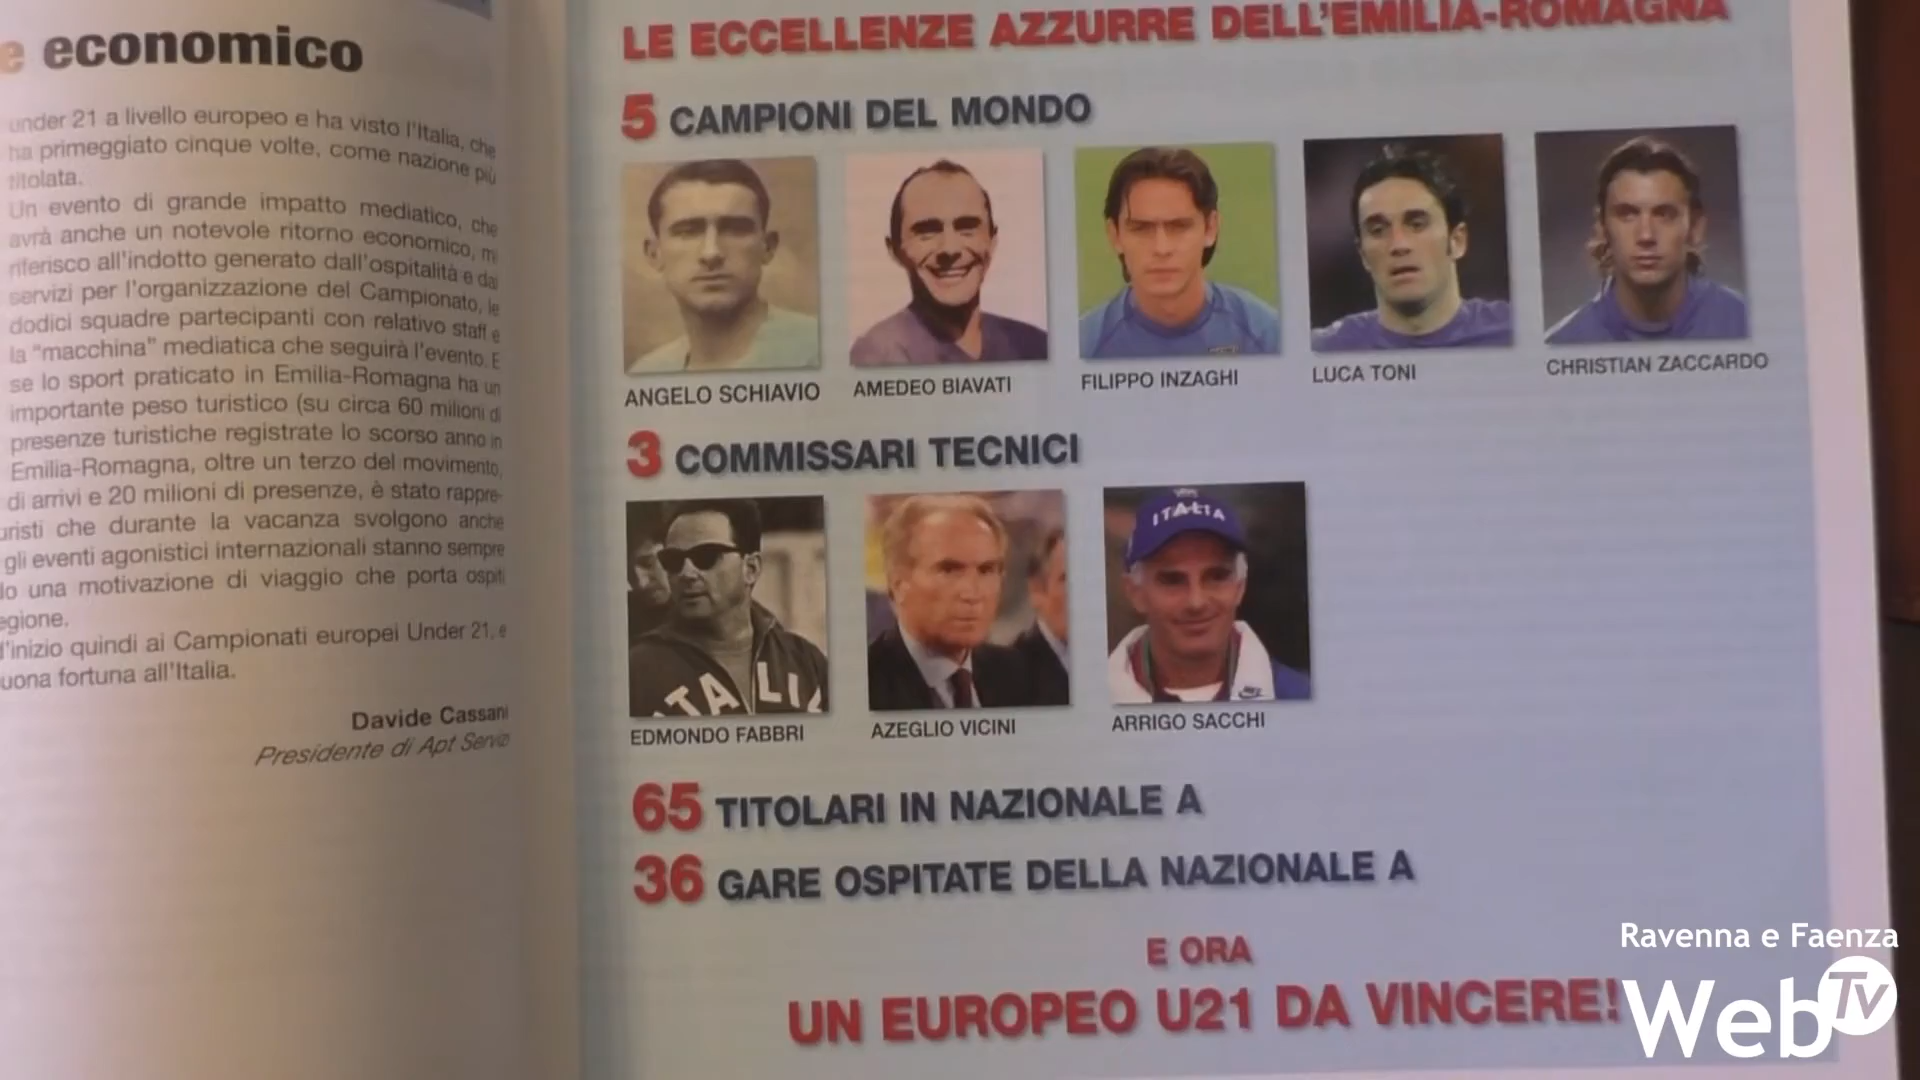 e economico
under 21 a livello europeo e ha visto l'Italia, che
ha primeggiato cinque volte, come nazione più
titolata.
Un evento di grande impatto mediatico, che
avrà anche un notevole ritorno economico, mi
riferisco all'indotto generato dall'ospitalità e dai
servizi per l'organizzazione del Campionato, le
dodici squadre partecipanti con relativo staff e
la “macchina” mediatica che seguirà l'evento. E
se lo sport praticato in Emilia-Romagna ha un
importante peso turistico (su circa 60 milioni di
presenze turistiche registrate lo scorso anno in
Emilia-Romagna, oltre un terzo del movimento,
di arrivi e 20 milioni di presenze, è stato rappre-
uristi che durante la vacanza svolgono anche
gli eventi agonistici internazionali stanno sempre
lo una motivazione di viaggio che porta ospiti
egione.
l'inizio quindi ai Campionati europei Under 21, e
uona fortuna all'Italia.
Davide Cassani
Presidente di Apt Servizi
LE ECCELLENZE AZZURRE DELL'EMILIA-ROMAGNA
5 CAMPIONI DEL MONDO
ANGELO SCHIAVIO
AMEDEO BIAVATI
FILIPPO INZAGHI
LUCA TONI
CHRISTIAN ZACCARDO
3 COMMISSARI TECNICI
ITALIA
ITALI
EDMONDO FABBRI
AZEGLIO VICINI
ARRIGO SACCHI
65 TITOLARI IN NAZIONALE A
36 GARE OSPITATE DELLA NAZIONALE A
E ORA
UN EUROPEO U21 DA VINCERE!
Ravenna e Faenza
Web Tv